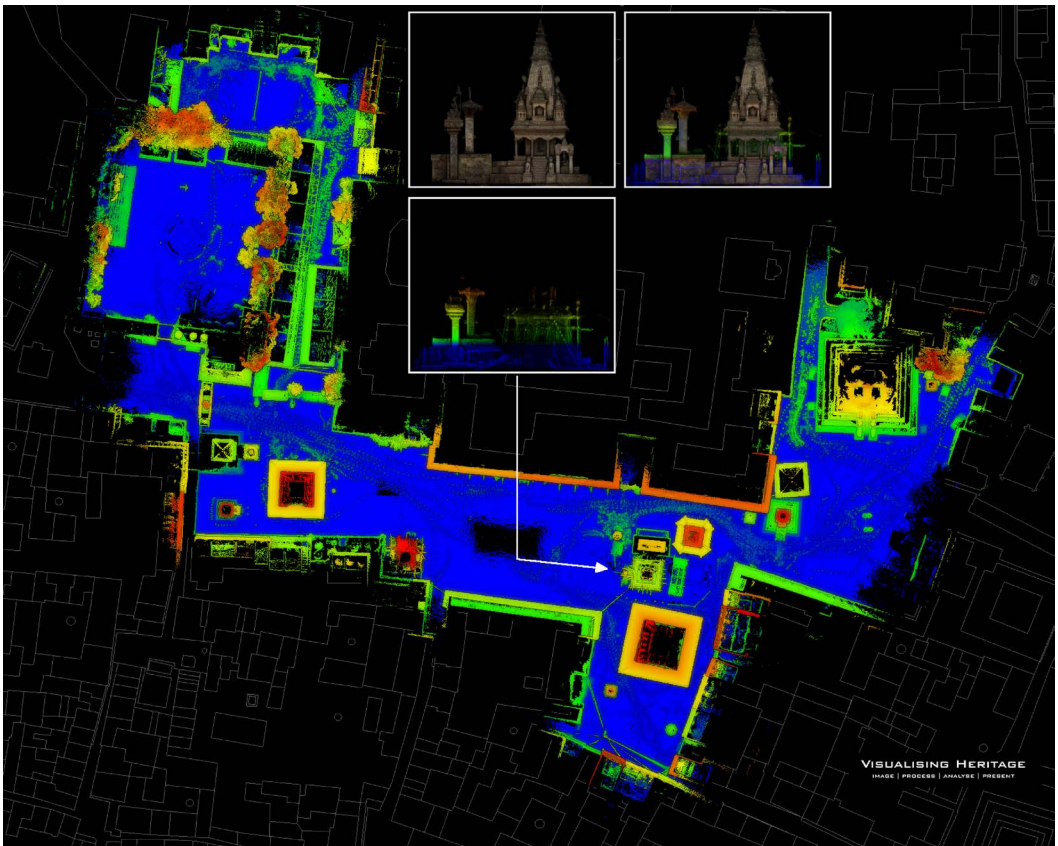 VISUALISING HERITAGE
IMAGE | PROCESS | ANALYSE | PRESENT